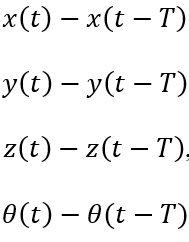 x(t) − x(t − T)
y(t) − y(t − T)
z(t) − z(t − T),
θ(t) − θ(t − T)